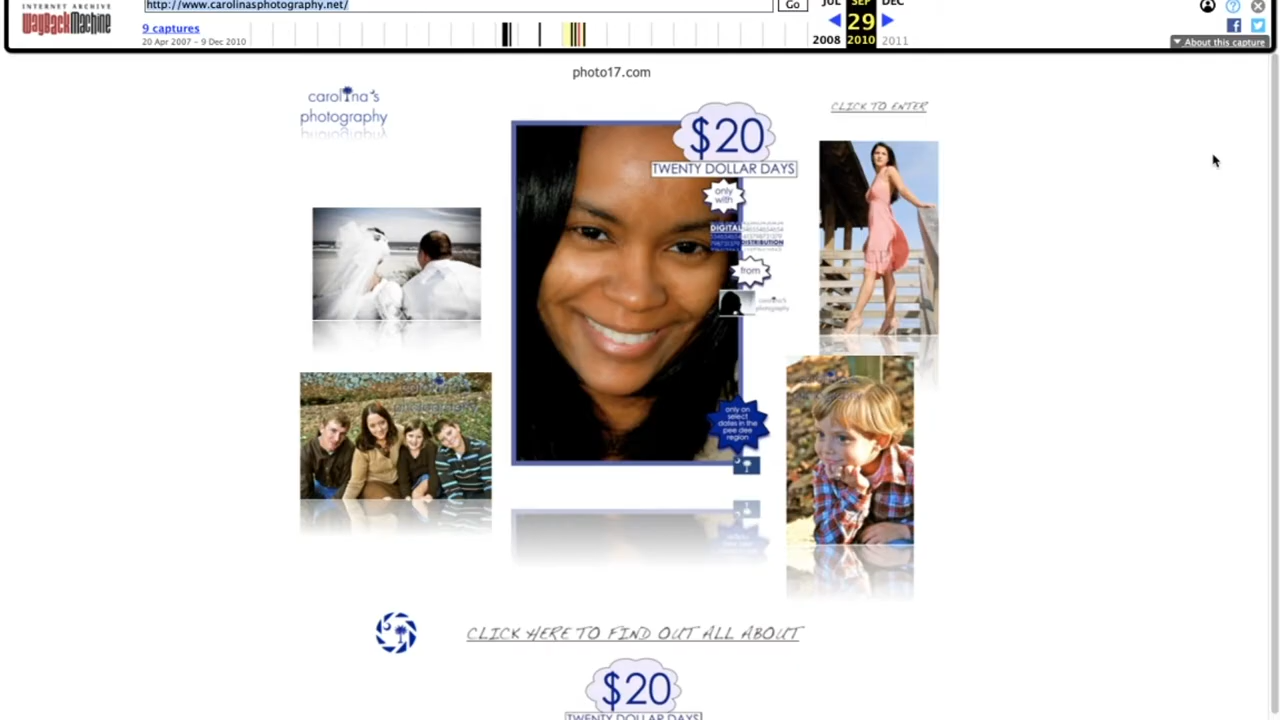 INTERNET ARCHIVE
WayBackMachine
http://www.carolinasphotography.net/
Go
JUL
SEP
DEC
9 captures
20 Apr 2007 – 9 Dec 2010
29
2008
2010
2011
About this capture
photo17.com
carolina's
photography
CLICK TO ENTER
$20
TWENTY DOLLAR DAYS
only
with
DIGITAL
DISTRIBUTION
from
carolina's
photography
only on
select
dates in the
pee dee
region
CLICK HERE TO FIND OUT ALL ABOUT
$20
TWENTY DOLLAR DAYS